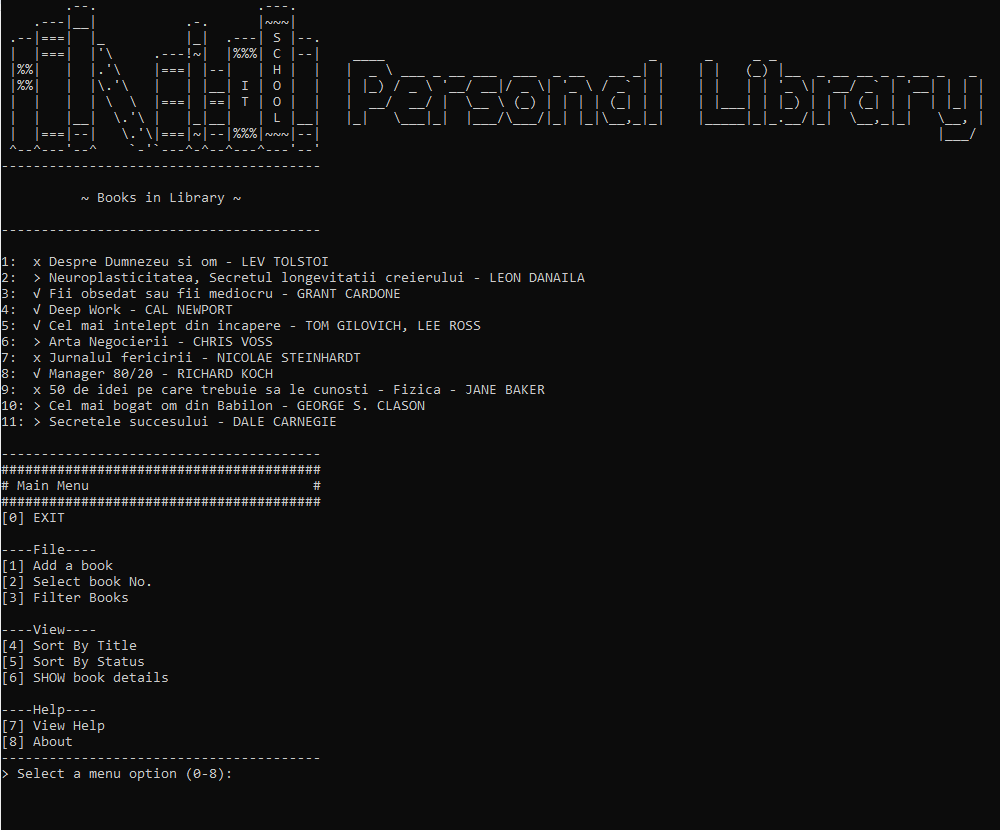 IT SCHOOL
Personal Library
~ Books in Library ~
1: x Despre Dumnezeu si om - LEV TOLSTOI
2: > Neuroplasticitatea, Secretul longevitatii creierului - LEON DANAILA
3: √ Fii obsedat sau fii mediocru - GRANT CARDONE
4: √ Deep Work - CAL NEWPORT
5: √ Cel mai intelept din incapere - TOM GILOVICH, LEE ROSS
6: > Arta Negocierii - CHRIS VOSS
7: x Jurnalul fericirii - NICOLAE STEINHARDT
8: √ Manager 80/20 - RICHARD KOCH
9: x 50 de idei pe care trebuie sa le cunosti - Fizica - JANE BAKER
10: > Cel mai bogat om din Babilon - GEORGE S. CLASON
11: > Secretele succesului - DALE CARNEGIE
# Main Menu #
[0] EXIT
----File----
[1] Add a book
[2] Select book No.
[3] Filter Books
----View----
[4] Sort By Title
[5] Sort By Status
[6] SHOW book details
----Help----
[7] View Help
[8] About
> Select a menu option (0-8):